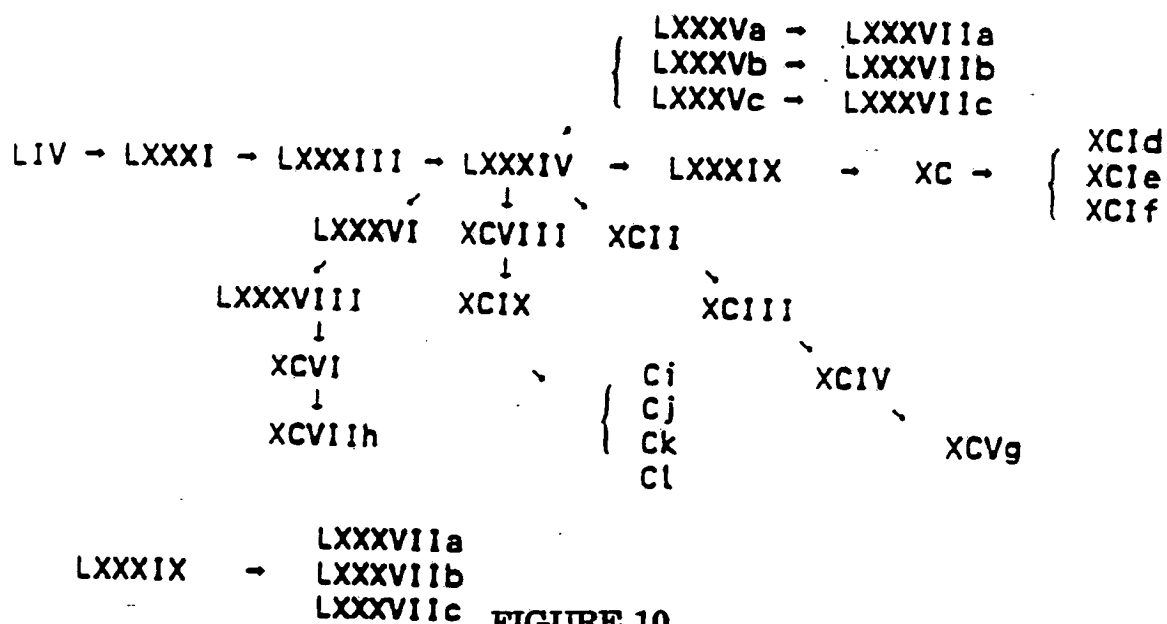 LXXXVa → LXXXVIIa
LXXXVb → LXXXVIIb
LXXXVc → LXXXVIIc
LIV → LXXXI → LXXXIII → LXXXIV → LXXXIX → XC →
XCId
XCIe
XCIf
LXXXVI XCVIII XCII
LXXXVIII XCIX XCIII
XCVI Ci XCIV
Cj
XCVIIh Ck XCVg
Cl
LXXXVIIa
LXXXIX → LXXXVIIb
LXXXVIIc FIGURE 10